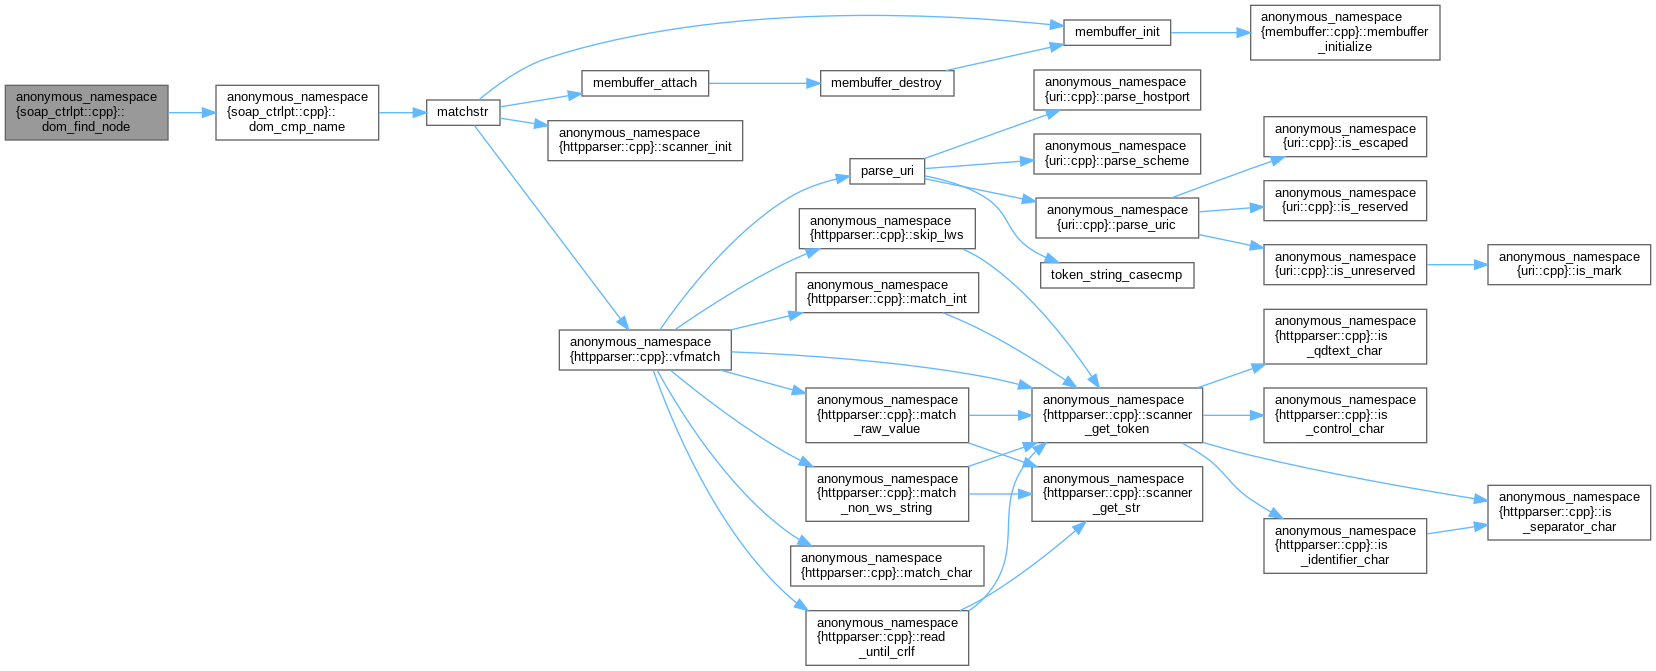 anonymous_namespace
{soap_ctrlpt::cpp}::
dom_find_node
anonymous_namespace
{soap_ctrlpt::cpp}::
dom_cmp_name
matchstr
membuffer_init
anonymous_namespace
{membuffer::cpp}::membuffer
_initialize
membuffer_attach
membuffer_destroy
anonymous_namespace
{httpparser::cpp}::scanner_init
anonymous_namespace
{httpparser::cpp}::vfmatch
parse_uri
anonymous_namespace
{uri::cpp}::parse_hostport
anonymous_namespace
{uri::cpp}::parse_scheme
anonymous_namespace
{uri::cpp}::parse_uric
token_string_casecmp
anonymous_namespace
{uri::cpp}::is_escaped
anonymous_namespace
{uri::cpp}::is_reserved
anonymous_namespace
{uri::cpp}::is_unreserved
anonymous_namespace
{uri::cpp}::is_mark
anonymous_namespace
{httpparser::cpp}::skip_lws
anonymous_namespace
{httpparser::cpp}::match_int
anonymous_namespace
{httpparser::cpp}::match
_raw_value
anonymous_namespace
{httpparser::cpp}::match
_non_ws_string
anonymous_namespace
{httpparser::cpp}::match_char
anonymous_namespace
{httpparser::cpp}::read
_until_crlf
anonymous_namespace
{httpparser::cpp}::scanner
_get_token
anonymous_namespace
{httpparser::cpp}::scanner
_get_str
anonymous_namespace
{httpparser::cpp}::is
_qdtext_char
anonymous_namespace
{httpparser::cpp}::is
_control_char
anonymous_namespace
{httpparser::cpp}::is
_identifier_char
anonymous_namespace
{httpparser::cpp}::is
_separator_char